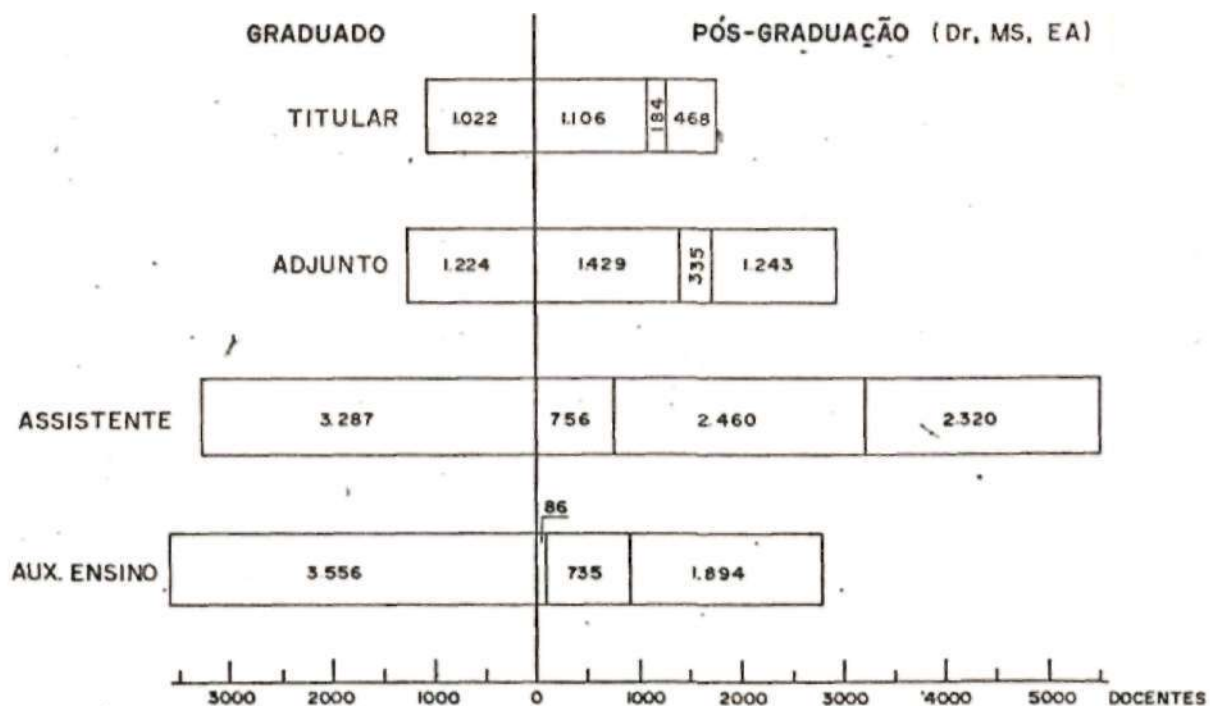 GRADUADO PÓS-GRADUAÇÃO (Dr, MS, EA)
TITULAR 1.022 1.106 184 468
ADJUNTO 1.224 1.429 335 1.243
ASSISTENTE 3.287 756 2.460 2.320
86
AUX. ENSINO 3.556 735 1.894
3000 2000 1000 0 1000 2000 3000 4000 5000 DOCENTES